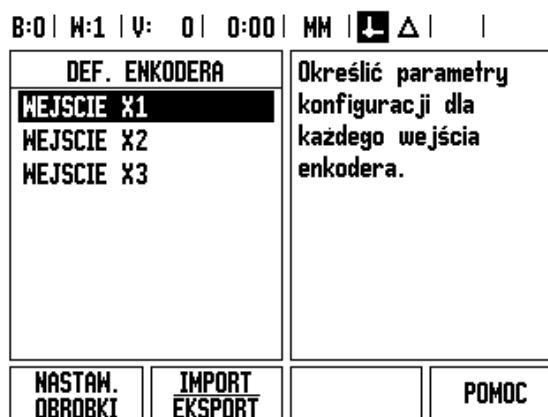 B:0 | W:1 | V: 0 | 0:00 | MM | Δ | |
DEF. ENKODERA
WEJSCIE X1
WEJSCIE X2
WEJSCIE X3
Określić parametry
konfiguracji dla
każdego wejścia
enkodera.
NASTAW.
OBROBKI
IMPORT
EKSPORT
POMOC